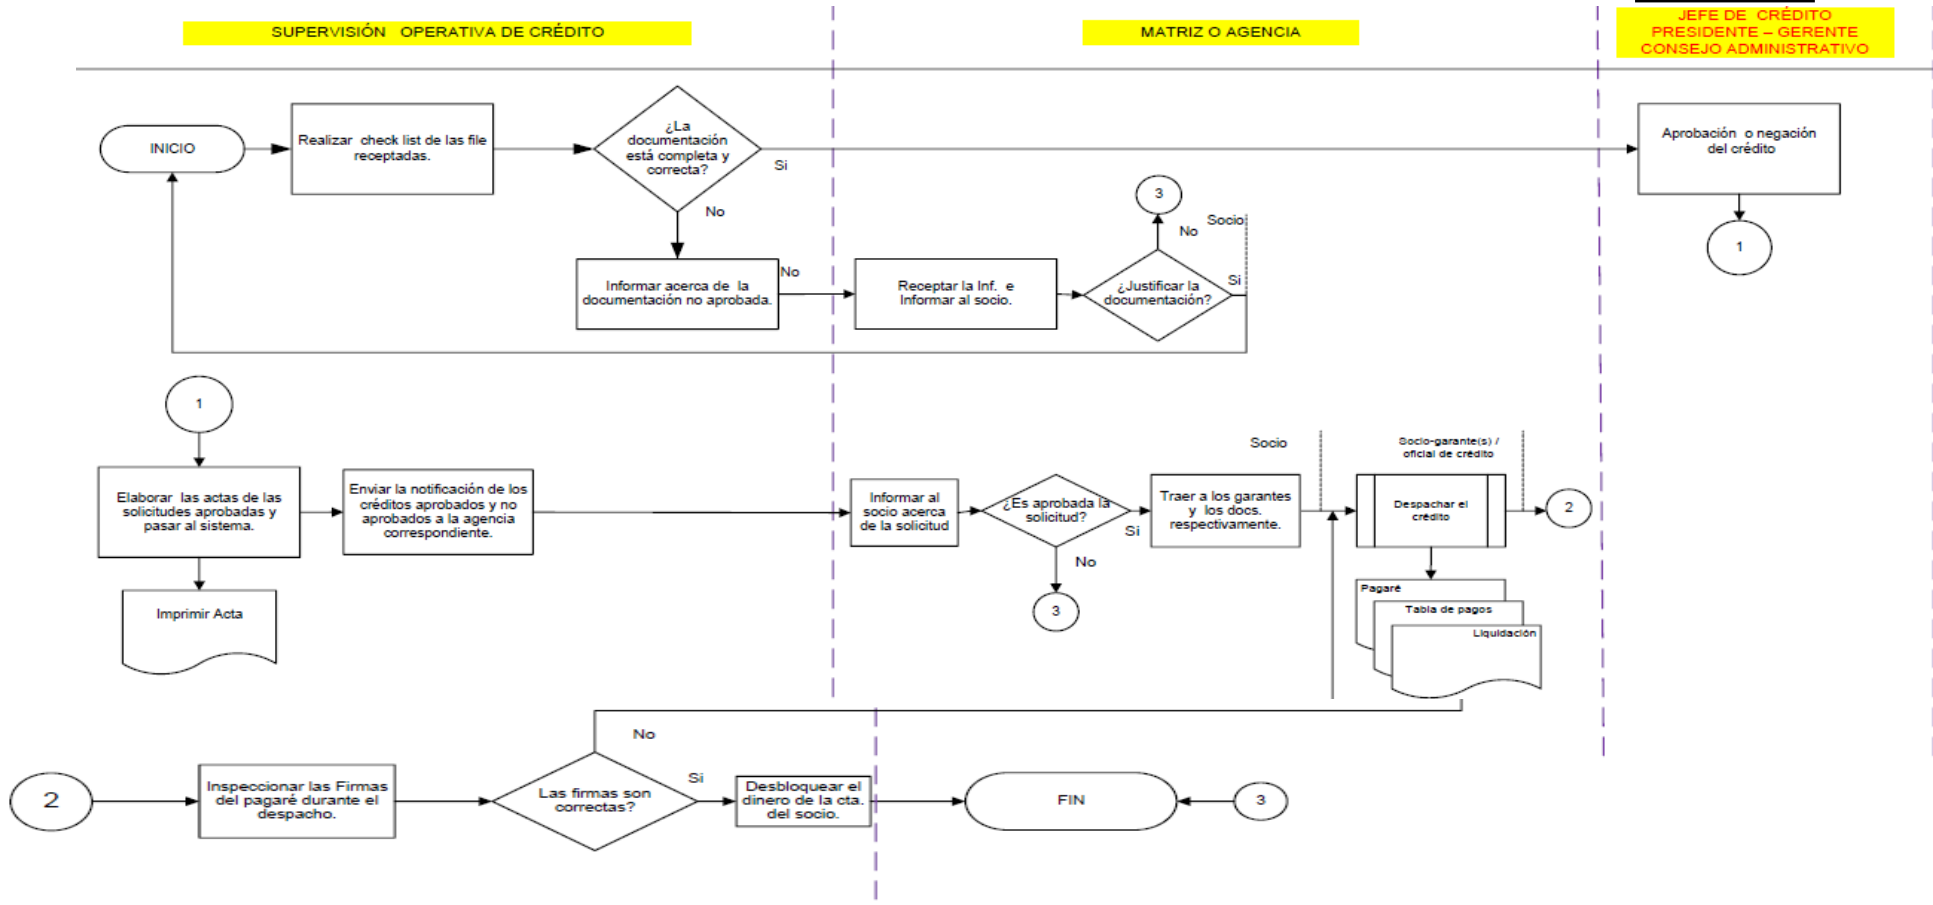 SUPERVISIÓN OPERATIVA DE CRÉDITO
MATRIZ O AGENCIA
JEFE DE CRÉDITO
PRESIDENTE – GERENTE
CONSEJO ADMINISTRATIVO
INICIO
Realizar check list de las file
receptadas.
¿La
documentación
está completa y
correcta?
Si
No
Aprobación o negación
del crédito
1
Informar acerca de la
documentación no aprobada.
No
Receptar la Inf. e
Informar al socio.
¿Justificar la
documentación?
3
No
Socio
Si
1
Elaborar las actas de las
solicitudes aprobadas y
pasar al sistema.
Imprimir Acta
Enviar la notificación de los
créditos aprobados y no
aprobados a la agencia
correspondiente.
Informar al
socio acerca
de la solicitud
¿Es aprobada la
solicitud?
Si
No
3
Traer a los garantes
y los docs.
respectivamente.
Socio
Socio-garante(s) /
oficial de crédito
Despachar el
crédito
2
Pagaré
Tabla de pagos
Liquidación
2
Inspeccionar las Firmas
del pagaré durante el
despacho.
Las firmas son
correctas?
No
Si
Desbloquear el
dinero de la cta.
del socio.
FIN
3